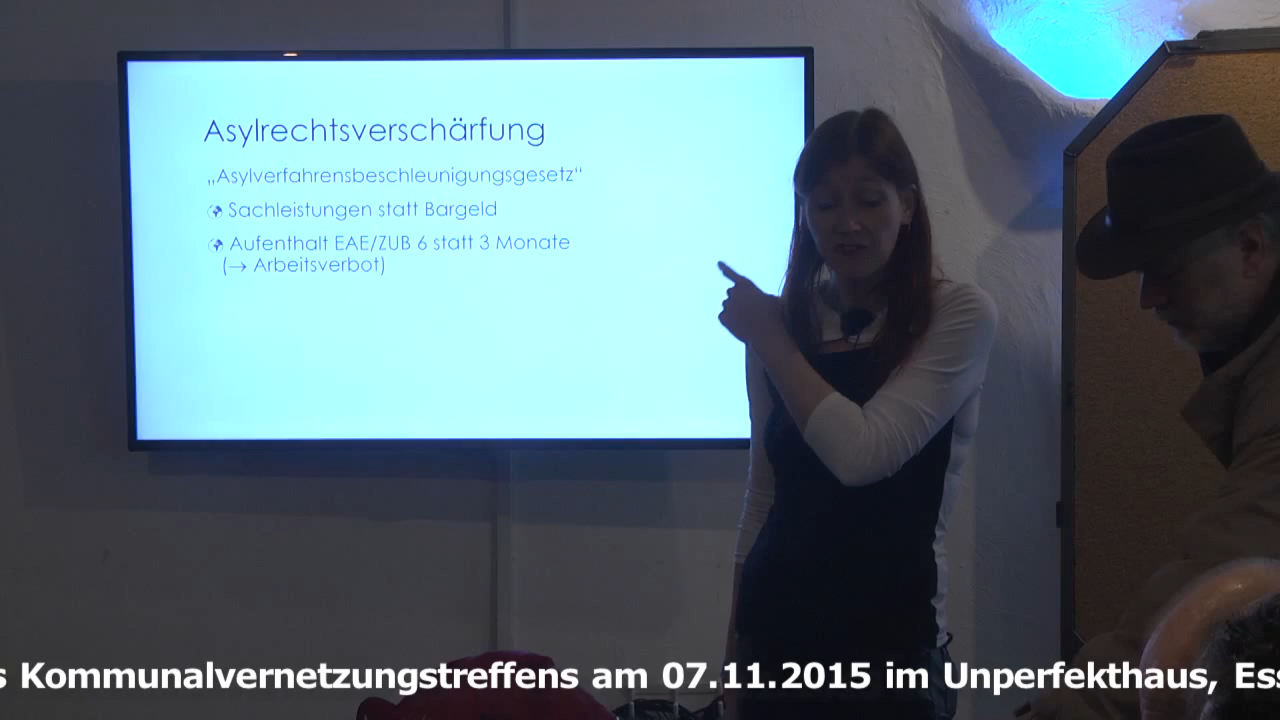 Asylrechtsverschärfung
„Asylverfahrensbeschleunigungsgesetz“
Sachleistungen statt Bargeld
Aufenthalt EAE/ZUB 6 statt 3 Monate
(→ Arbeitsverbot)
s Kommunalvernetzungstreffens am 07.11.2015 im Unperfekthaus, Ess